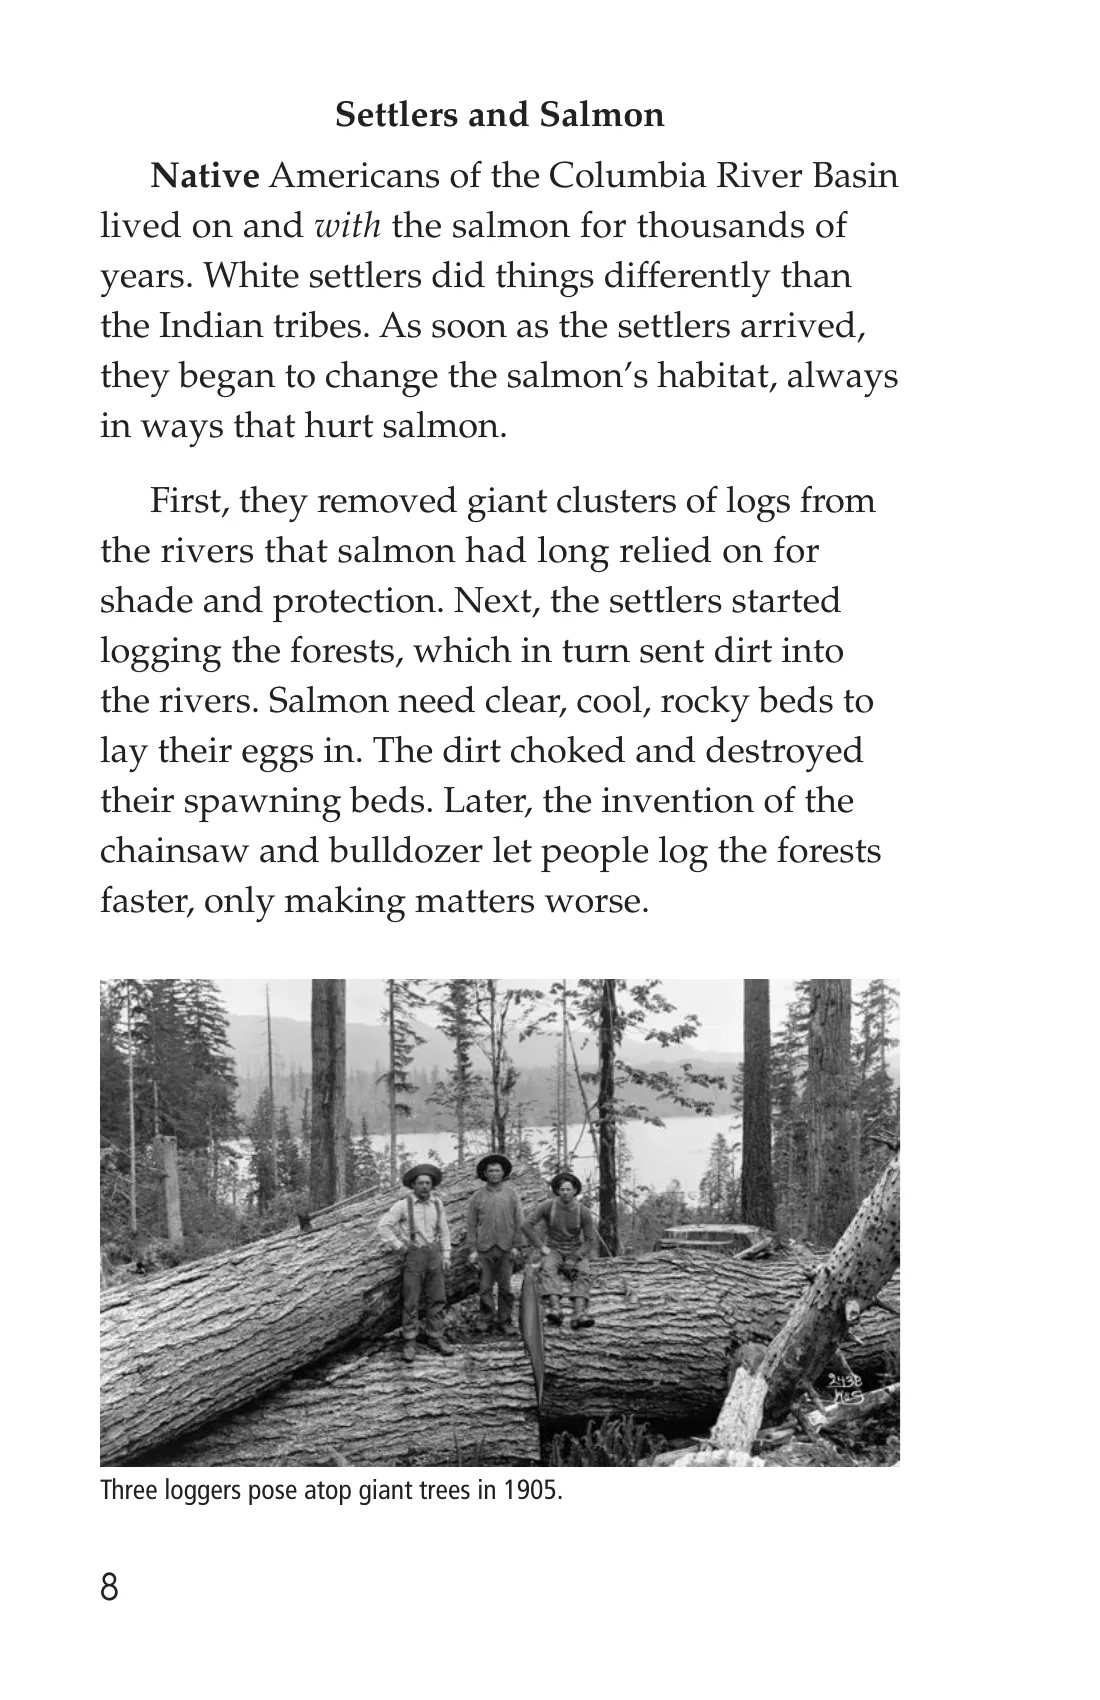 Settlers and Salmon
Native Americans of the Columbia River Basin
lived on and with the salmon for thousands of
years. White settlers did things differently than
the Indian tribes. As soon as the settlers arrived,
they began to change the salmon’s habitat, always
in ways that hurt salmon.
First, they removed giant clusters of logs from
the rivers that salmon had long relied on for
shade and protection. Next, the settlers started
logging the forests, which in turn sent dirt into
the rivers. Salmon need clear, cool, rocky beds to
lay their eggs in. The dirt choked and destroyed
their spawning beds. Later, the invention of the
chainsaw and bulldozer let people log the forests
faster, only making matters worse.
2438
Three loggers pose atop giant trees in 1905.
8